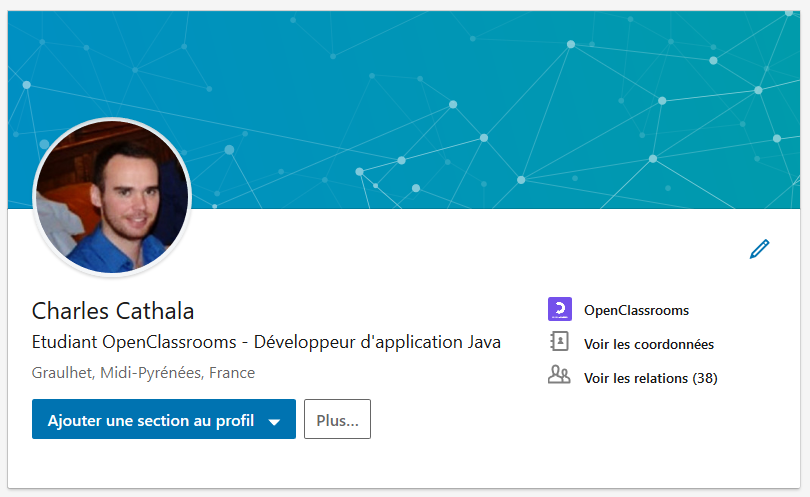 Charles Cathala
Etudiant OpenClassrooms - Développeur d'application Java
Graulhet, Midi-Pyrénées, France
Ajouter une section au profil
Plus...
OpenClassrooms
Voir les coordonnées
Voir les relations (38)